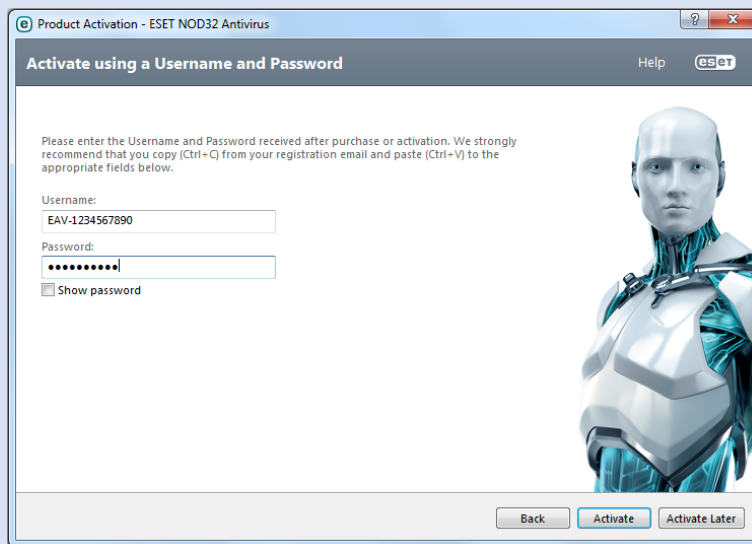 Product Activation - ESET NOD32 Antivirus
Activate using a Username and Password
Help
eset
Please enter the Username and Password received after purchase or activation. We strongly
recommend that you copy (Ctrl+C) from your registration email and paste (Ctrl+V) to the
appropriate fields below.
Username:
EAV-1234567890
Password:
●●●●●●●●●●
Show password
Back
Activate
Activate Later